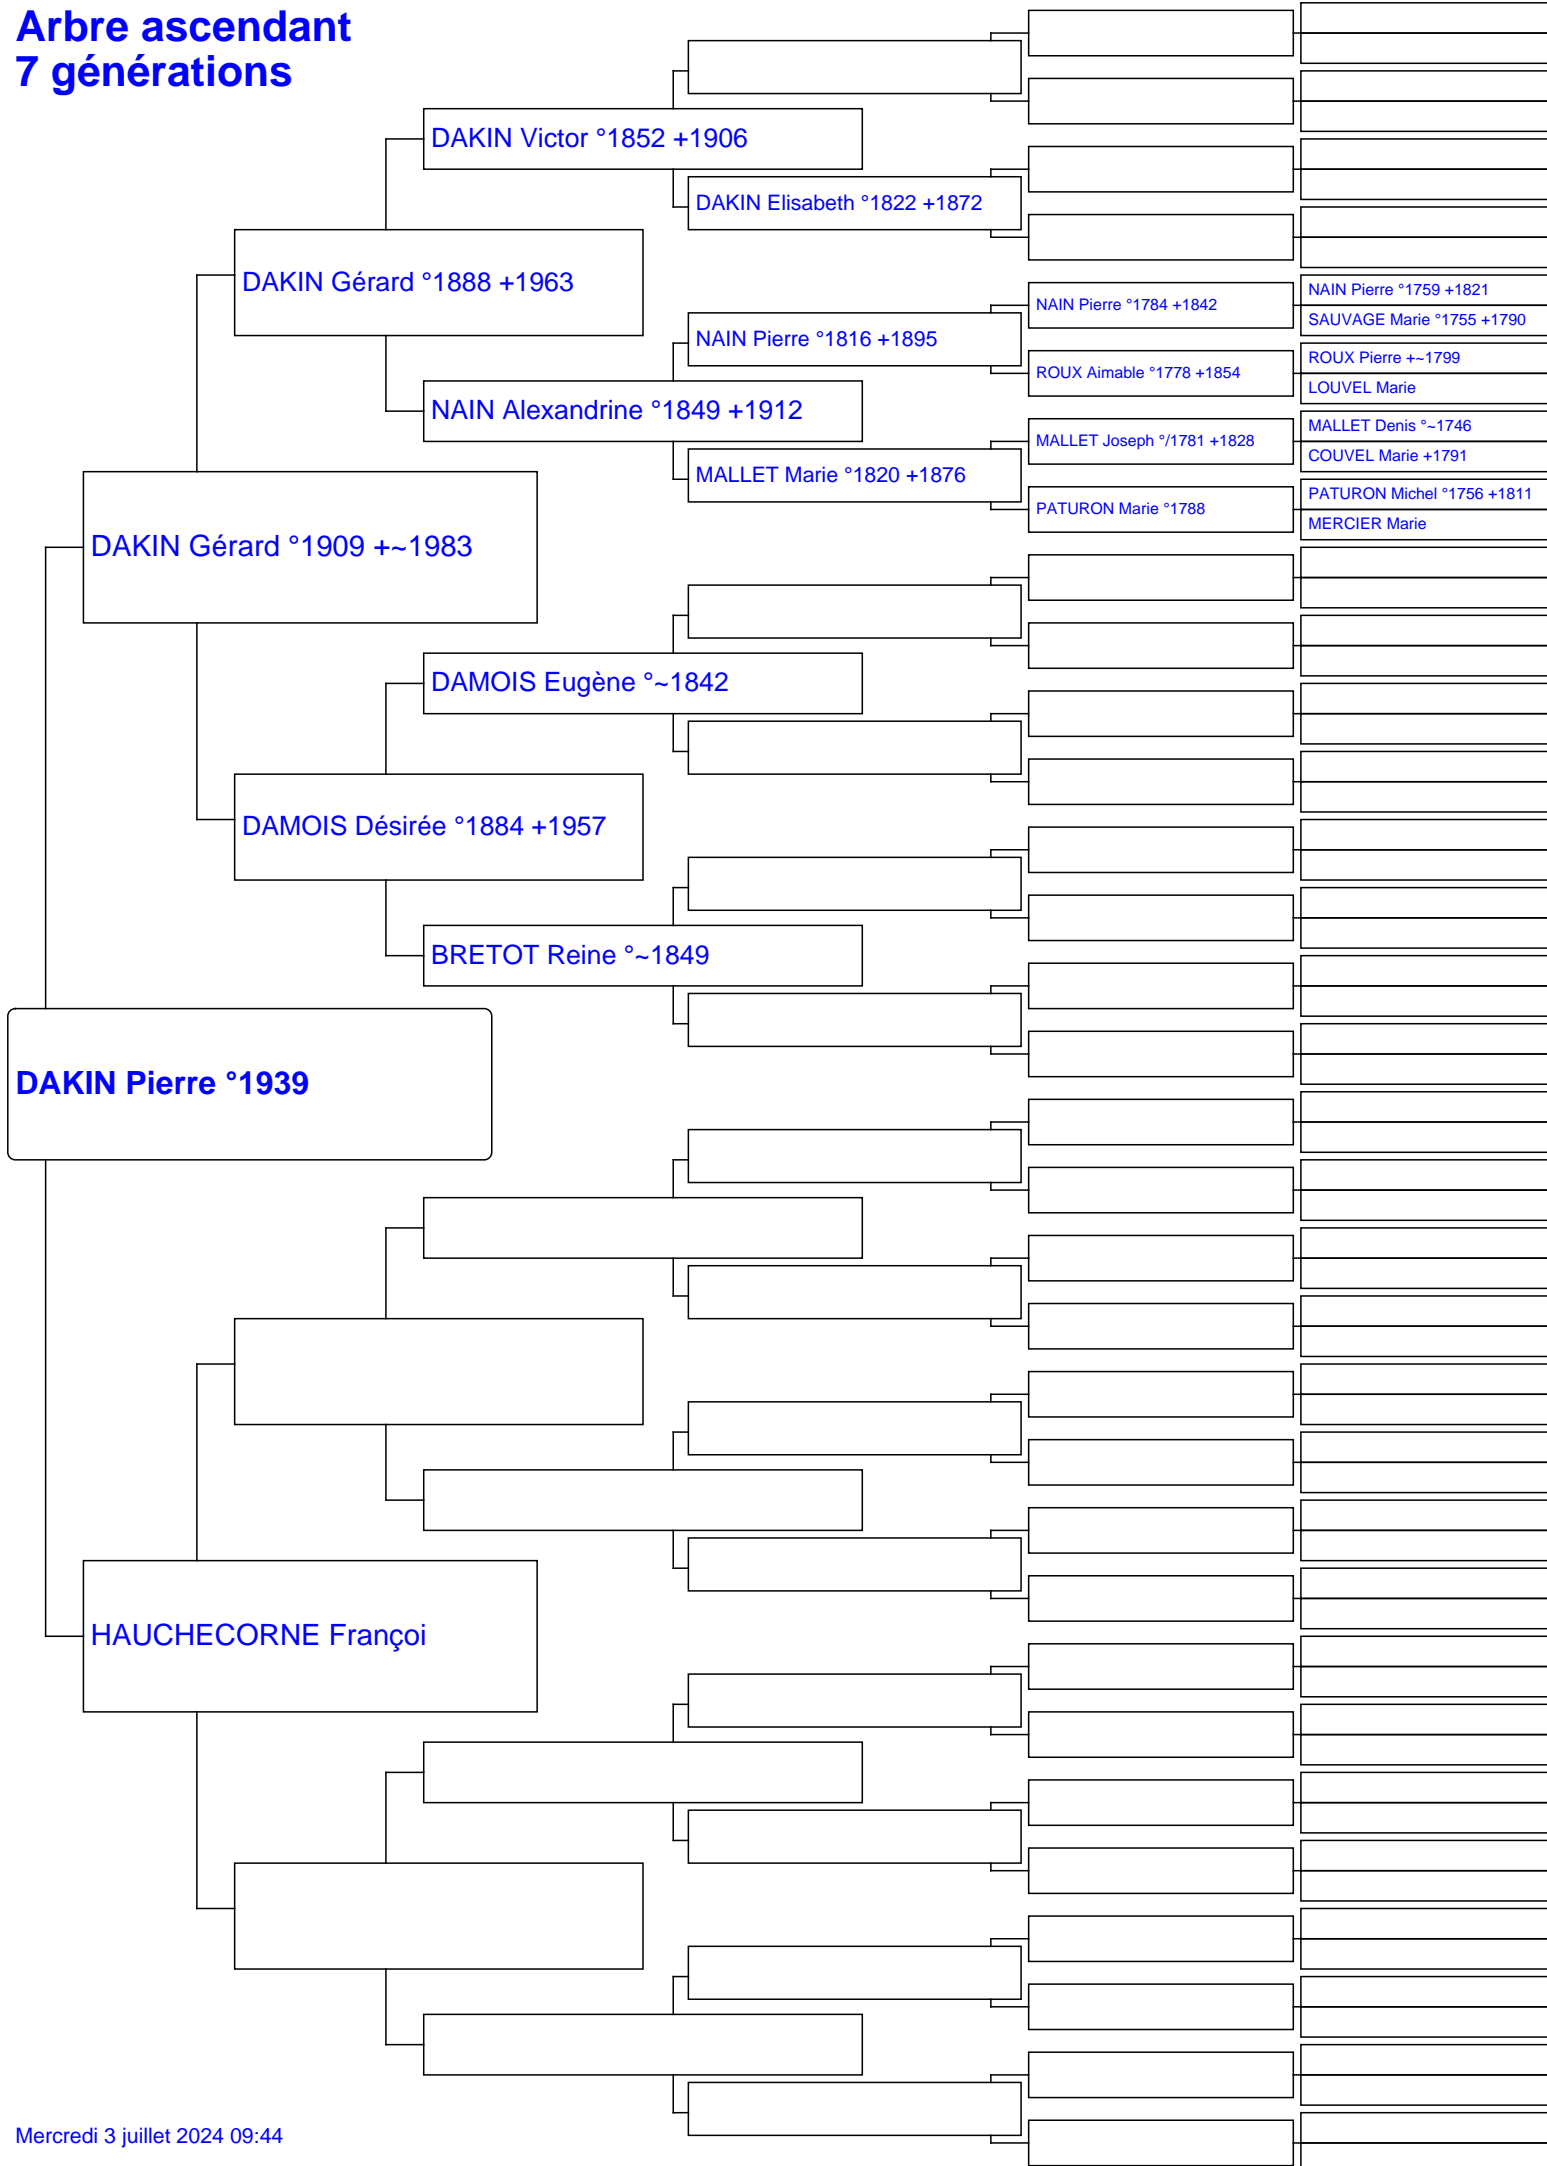 Arbre ascendant
7 générations
DAKIN Victor °1852 +1906
DAKIN Elisabeth °1822 +1872
DAKIN Gérard °1888 +1963
NAIN Pierre °1759 +1821
NAIN Pierre °1784 +1842
SAUVAGE Marie °1755 +1790
NAIN Pierre °1816 +1895
ROUX Pierre +~1799
ROUX Aimable °1778 +1854
LOUVEL Marie
NAIN Alexandrine °1849 +1912
MALLET Denis °~1746
MALLET Joseph °/1781 +1828
COUVEL Marie +1791
MALLET Marie °1820 +1876
PATURON Michel °1756 +1811
PATURON Marie °1788
MERCIER Marie
DAKIN Gérard °1909 +~1983
DAMOIS Eugène °~1842
DAMOIS Désirée °1884 +1957
BRETOT Reine °~1849
DAKIN Pierre °1939
HAUCHECORNE Françoi
Mercredi 3 juillet 2024 09:44